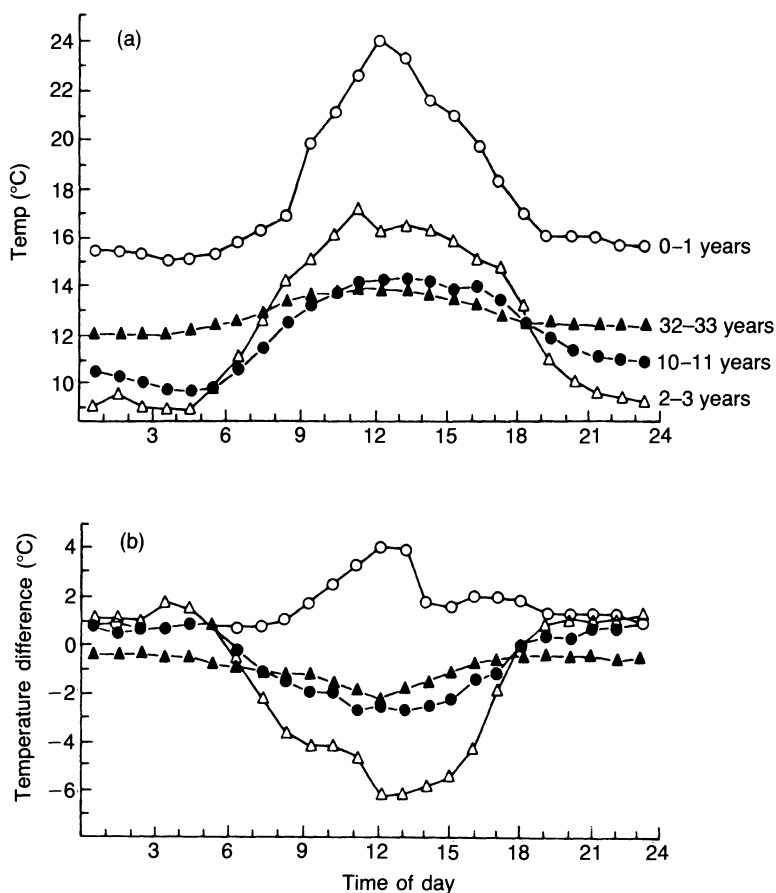 (a)
Temp (°C)
24
22
20
18
16
14
12
10
0–1 years
32–33 years
10–11 years
2–3 years
3 6 9 12 15 18 21 24
(b)
Temperature difference (°C)
4
2
0
−2
−4
−6
3 6 9 12 15 18 21 24
Time of day